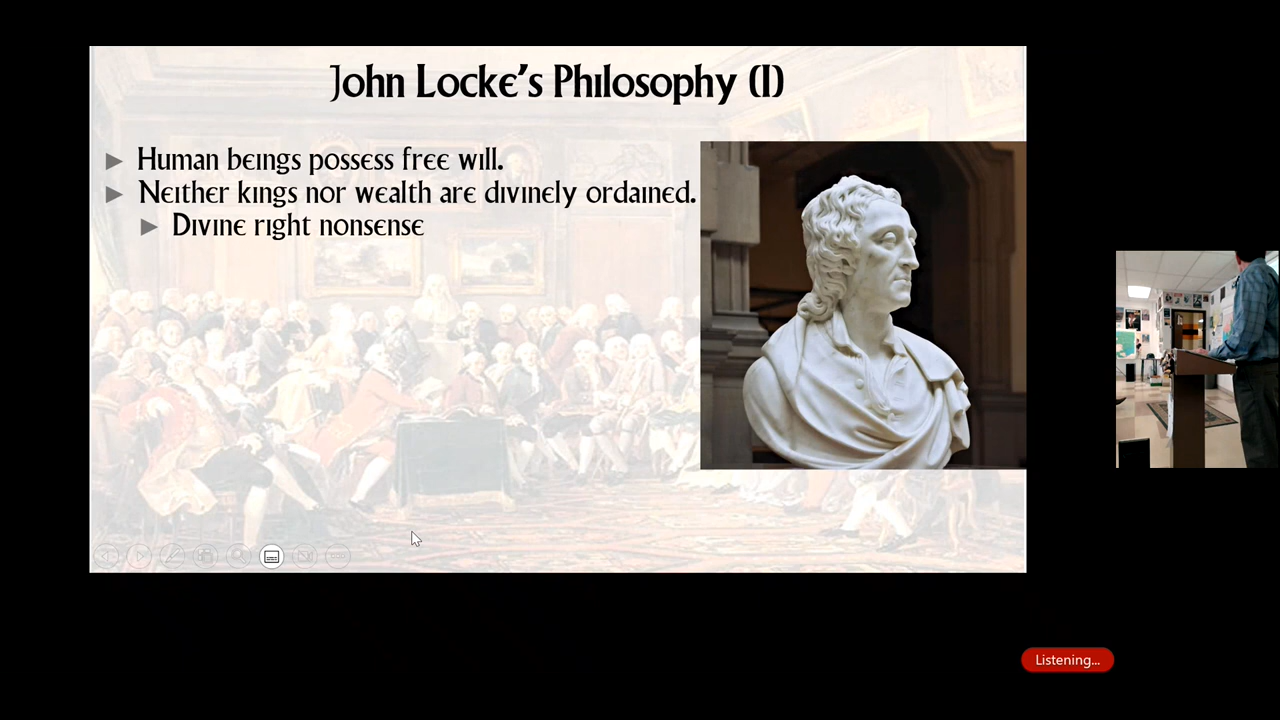 John Locke's Philosophy (I)
Human beings possess free will.
Neither kings nor wealth are divinely ordained.
Divine right nonsense
Listening...